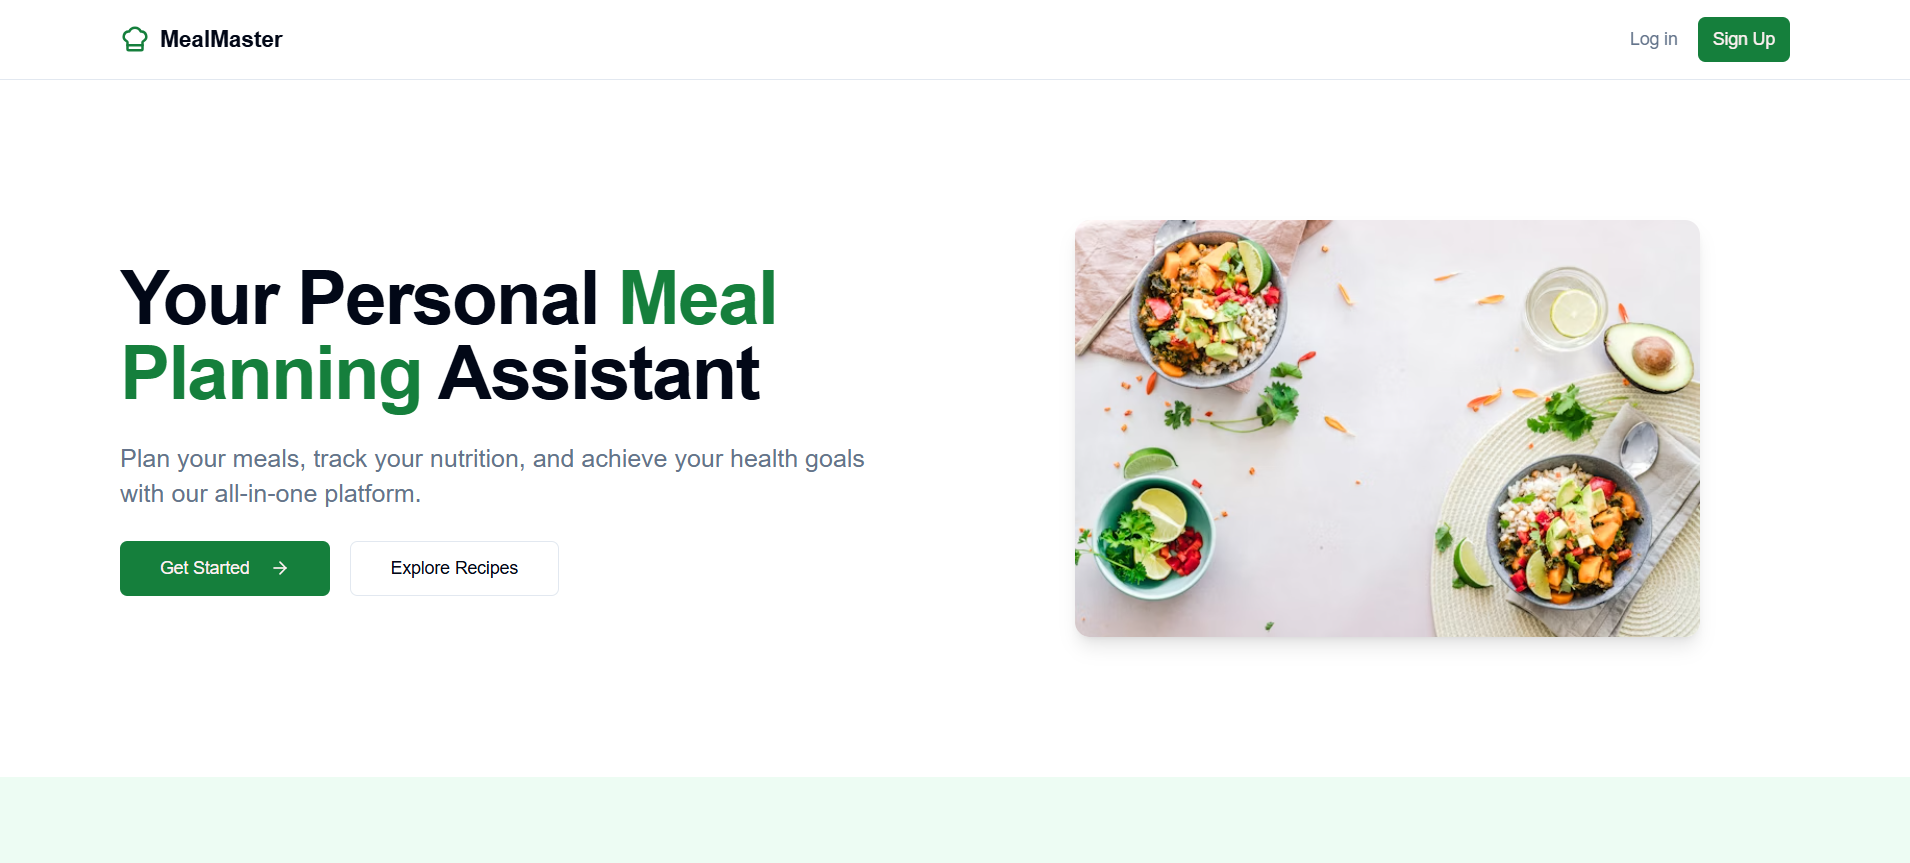 MealMaster
Log in
Sign Up
Your Personal Meal
Planning Assistant
Plan your meals, track your nutrition, and achieve your health goals
with our all-in-one platform.
Get Started
Explore Recipes